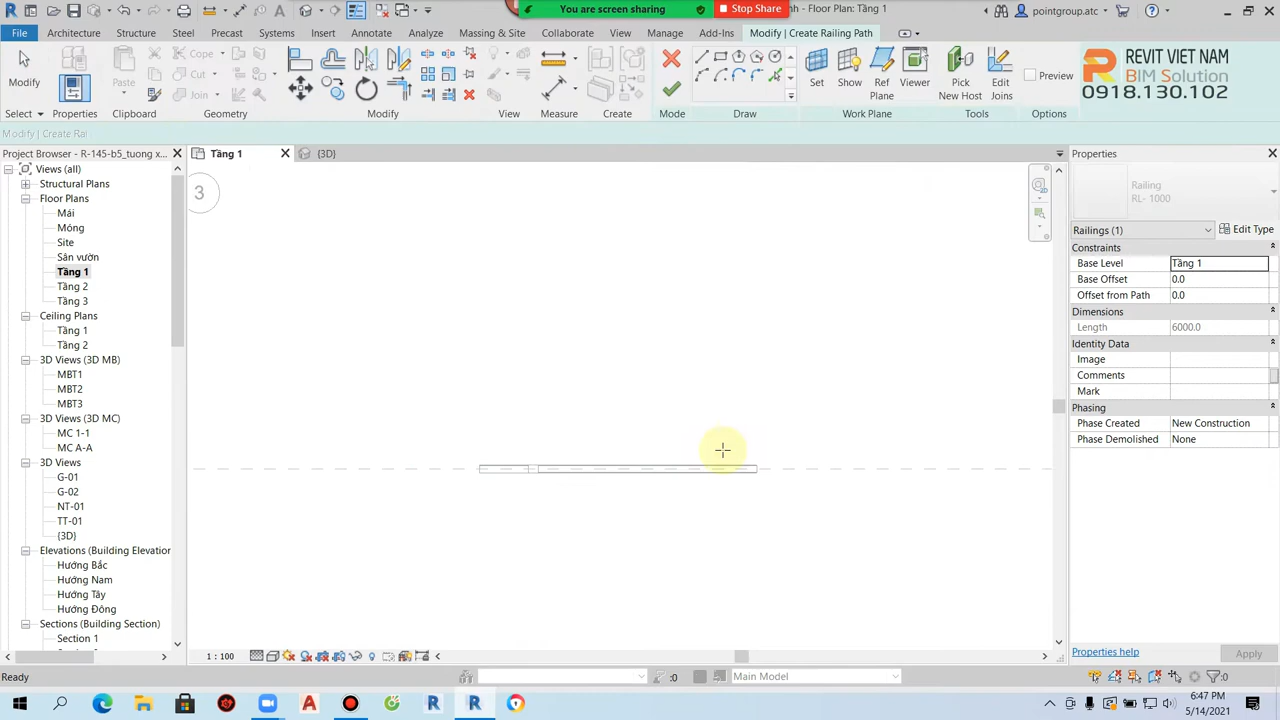 You are screen sharing
Stop Share
nh - Floor Plan: Tầng 1
pointgroup.atc
File
Architecture
Structure
Steel
Precast
Systems
Insert
Annotate
Analyze
Massing & Site
Collaborate
View
Manage
Add-Ins
Modify | Create Railing Path
Modify
Paste
Cope
Cut
Join
Set
Show
Ref
Plane
Viewer
Pick
New Host
Edit
Joins
Preview
Select
Properties
Clipboard
Geometry
Modify
View
Measure
Create
Mode
Draw
Work Plane
Tools
Options
REVIT VIET NAM
BIM Solution
0918.130.102
Modify | Create Rai
Project Browser - R-145-b5_tuong x...
Tầng 1
{3D}
Properties
Views (all)
Structural Plans
Floor Plans
Mái
Móng
Site
Sân vườn
Tầng 1
Tầng 2
Tầng 3
Ceiling Plans
Tầng 1
Tầng 2
3D Views (3D MB)
MBT1
MBT2
MBT3
3D Views (3D MC)
MC 1-1
MC A-A
3D Views
G-01
G-02
NT-01
TT-01
{3D}
Elevations (Building Elevation
Hướng Bắc
Hướng Nam
Hướng Tây
Hướng Đông
Sections (Building Section)
Section 1
3
Railing
RL- 1000
Railings (1)
Edit Type
Constraints
Base Level Tầng 1
Base Offset 0.0
Offset from Path 0.0
Dimensions
Length 6000.0
Identity Data
Image
Comments
Mark
Phasing
Phase Created New Construction
Phase Demolished None
Properties help
Apply
1 : 100
Ready
:0
Main Model
:0
6:47 PM
5/14/2021